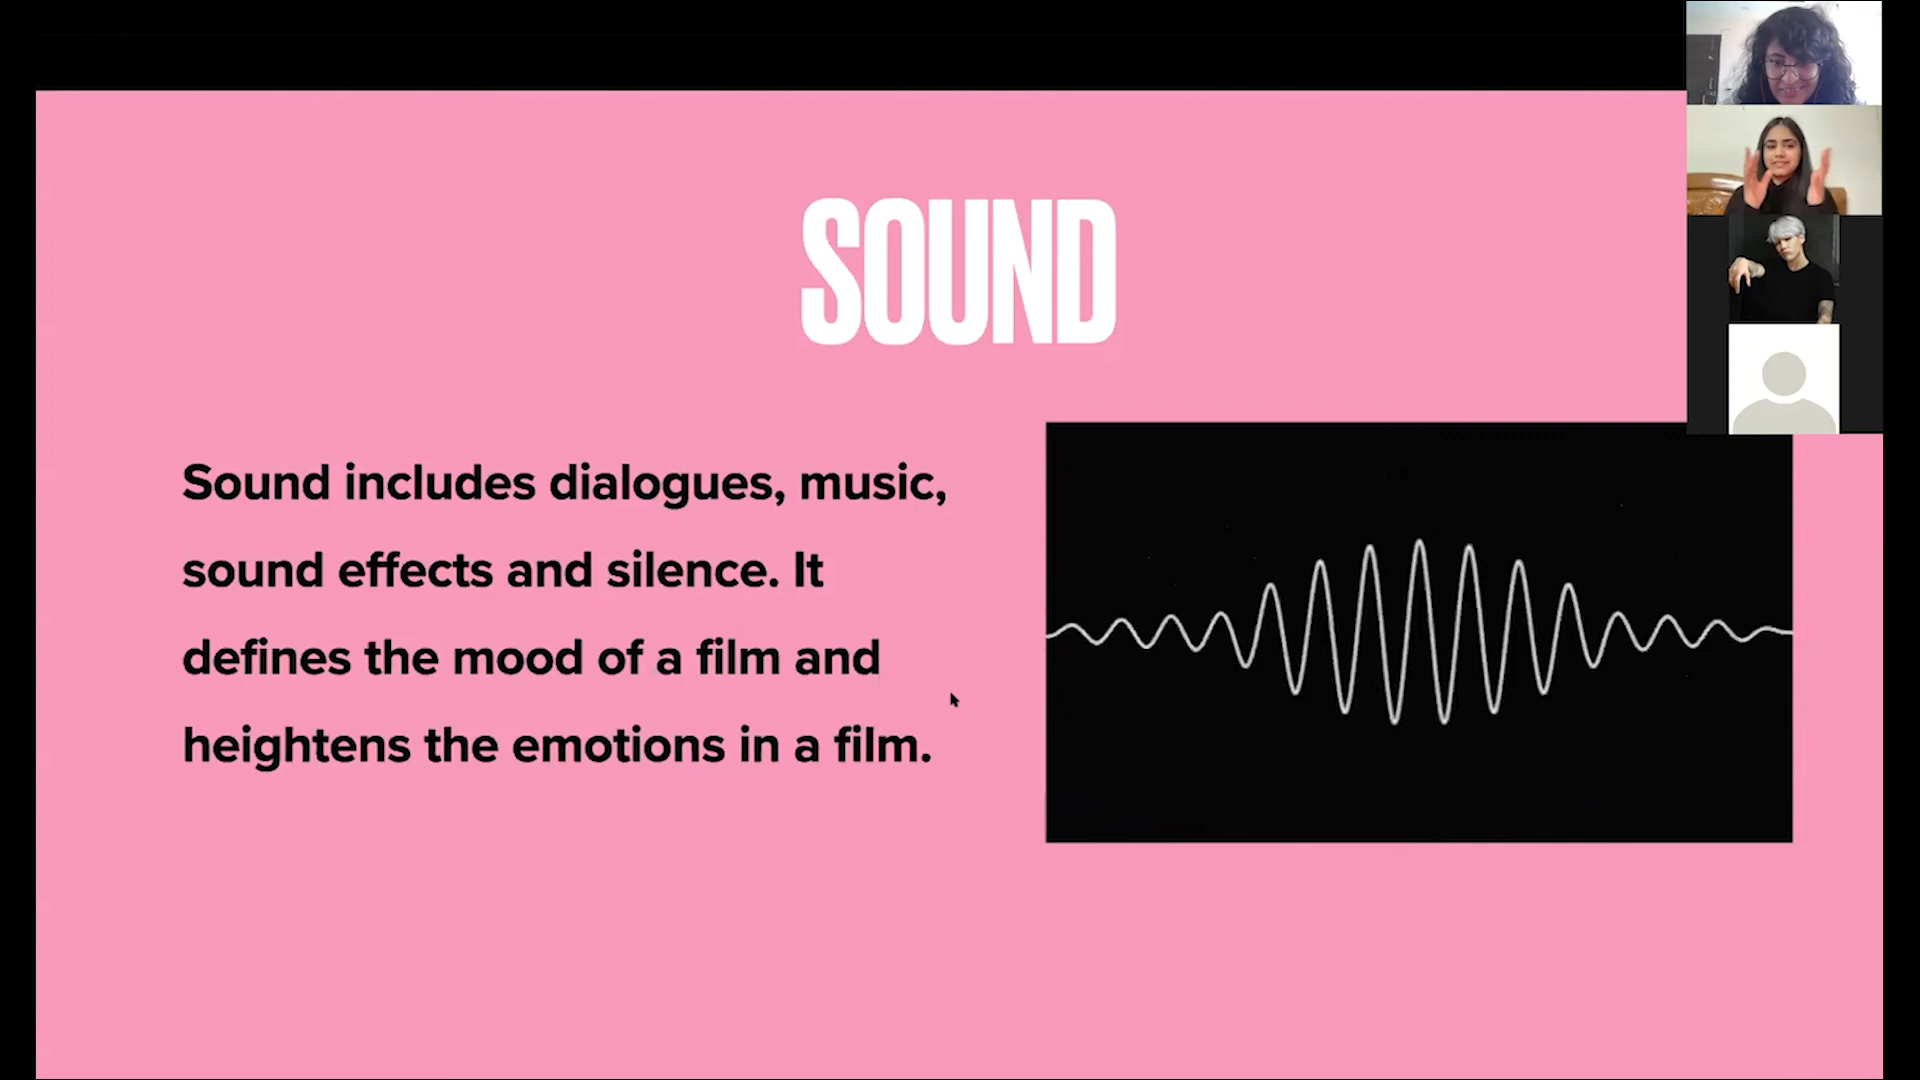 SOUND
Sound includes dialogues, music,
sound effects and silence. It
defines the mood of a film and
heightens the emotions in a film.